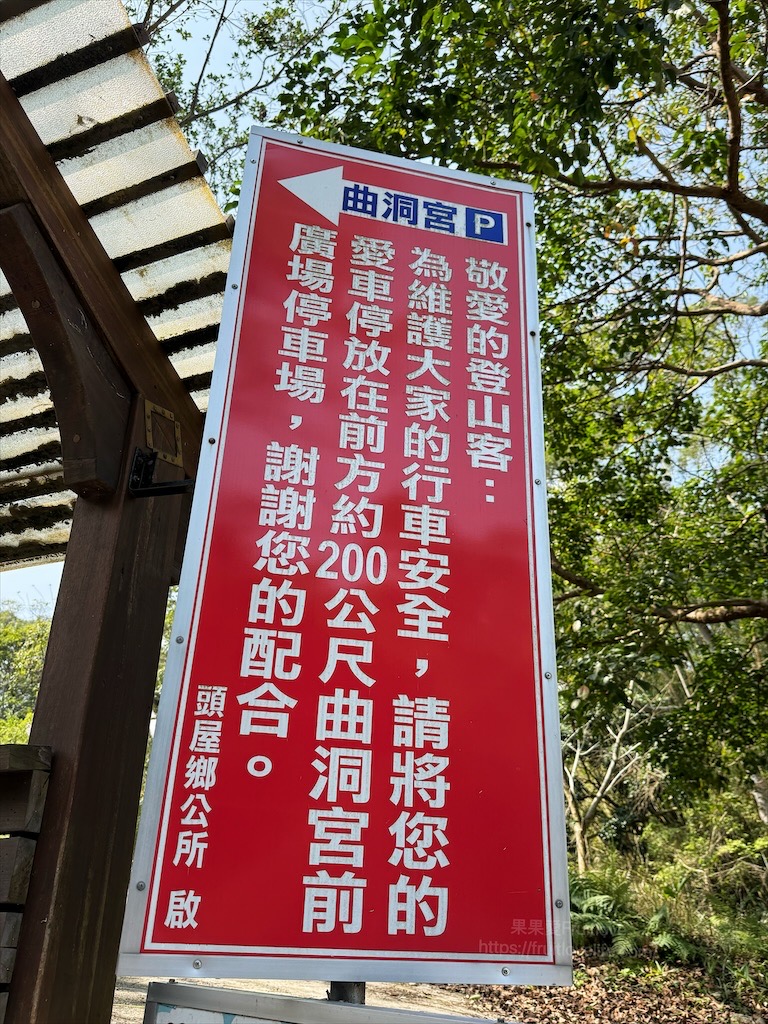 曲洞宮 P
敬愛的登山客：
為維護大家的行車安全，請將您的
愛車停放在前方約200公尺曲洞宮前
廣場停車場，謝謝您的配合。
頭屋鄉公所 啟